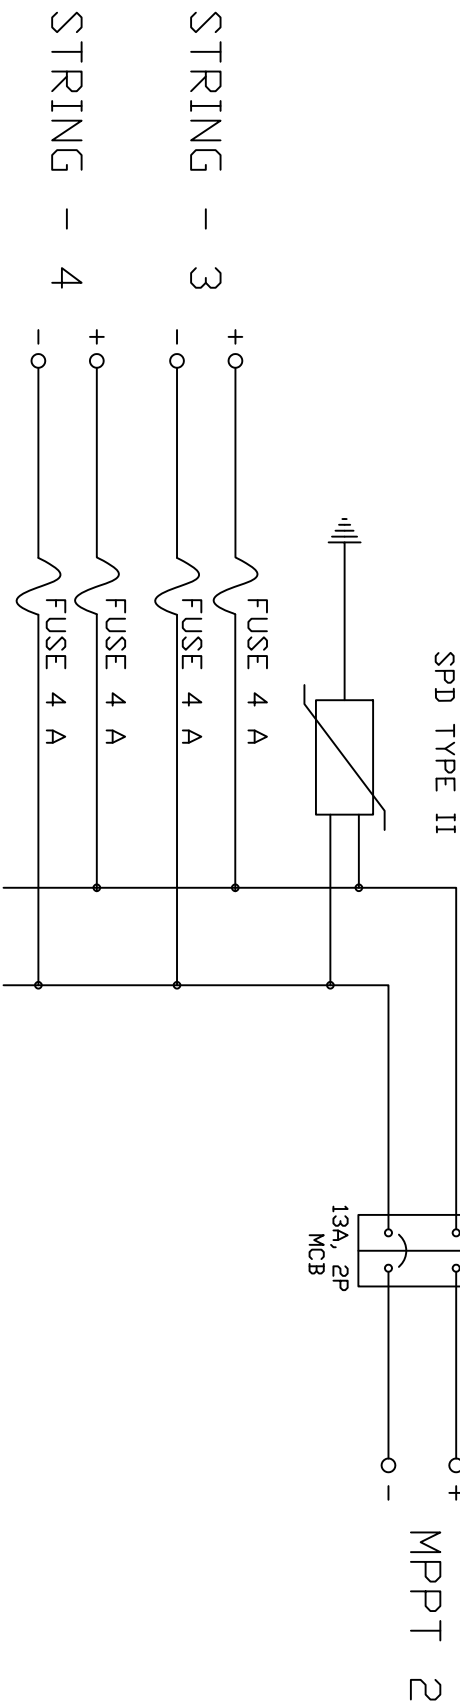 SPD TYPE II
+
MPPT 2
-
13A, 2P
MCB
+
FUSE 4 A
STRING - 3
-
FUSE 4 A
+
FUSE 4 A
STRING - 4
-
FUSE 4 A